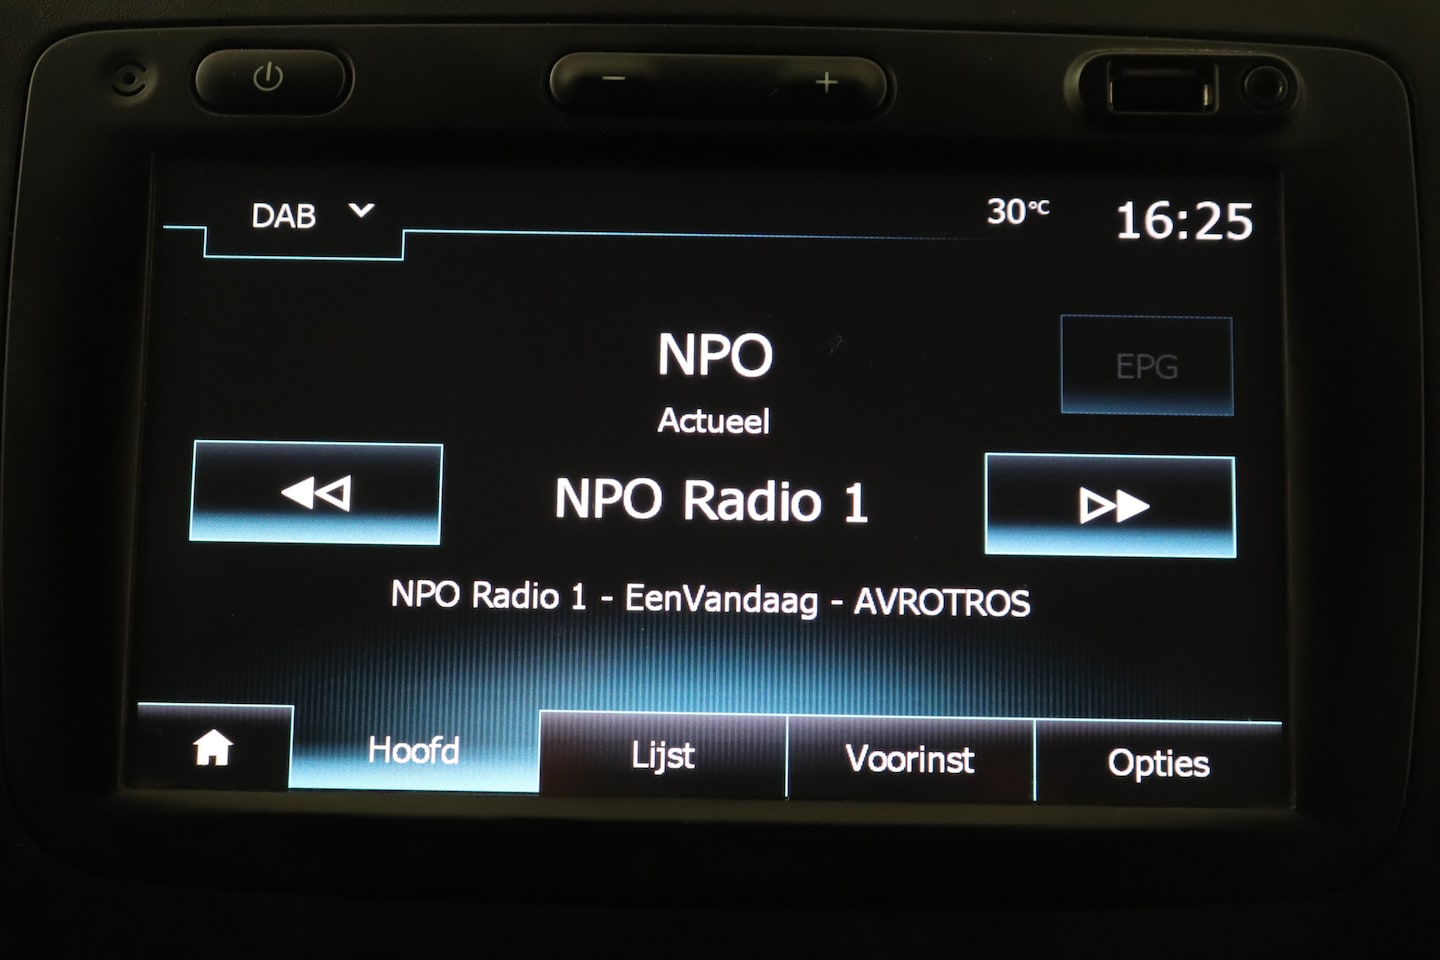 DAB
30°C
16:25
NPO
EPG
Actueel
NPO Radio 1
NPO Radio 1 - EenVandaag - AVROTROS
Hoofd
Lijst
Voorinst
Opties